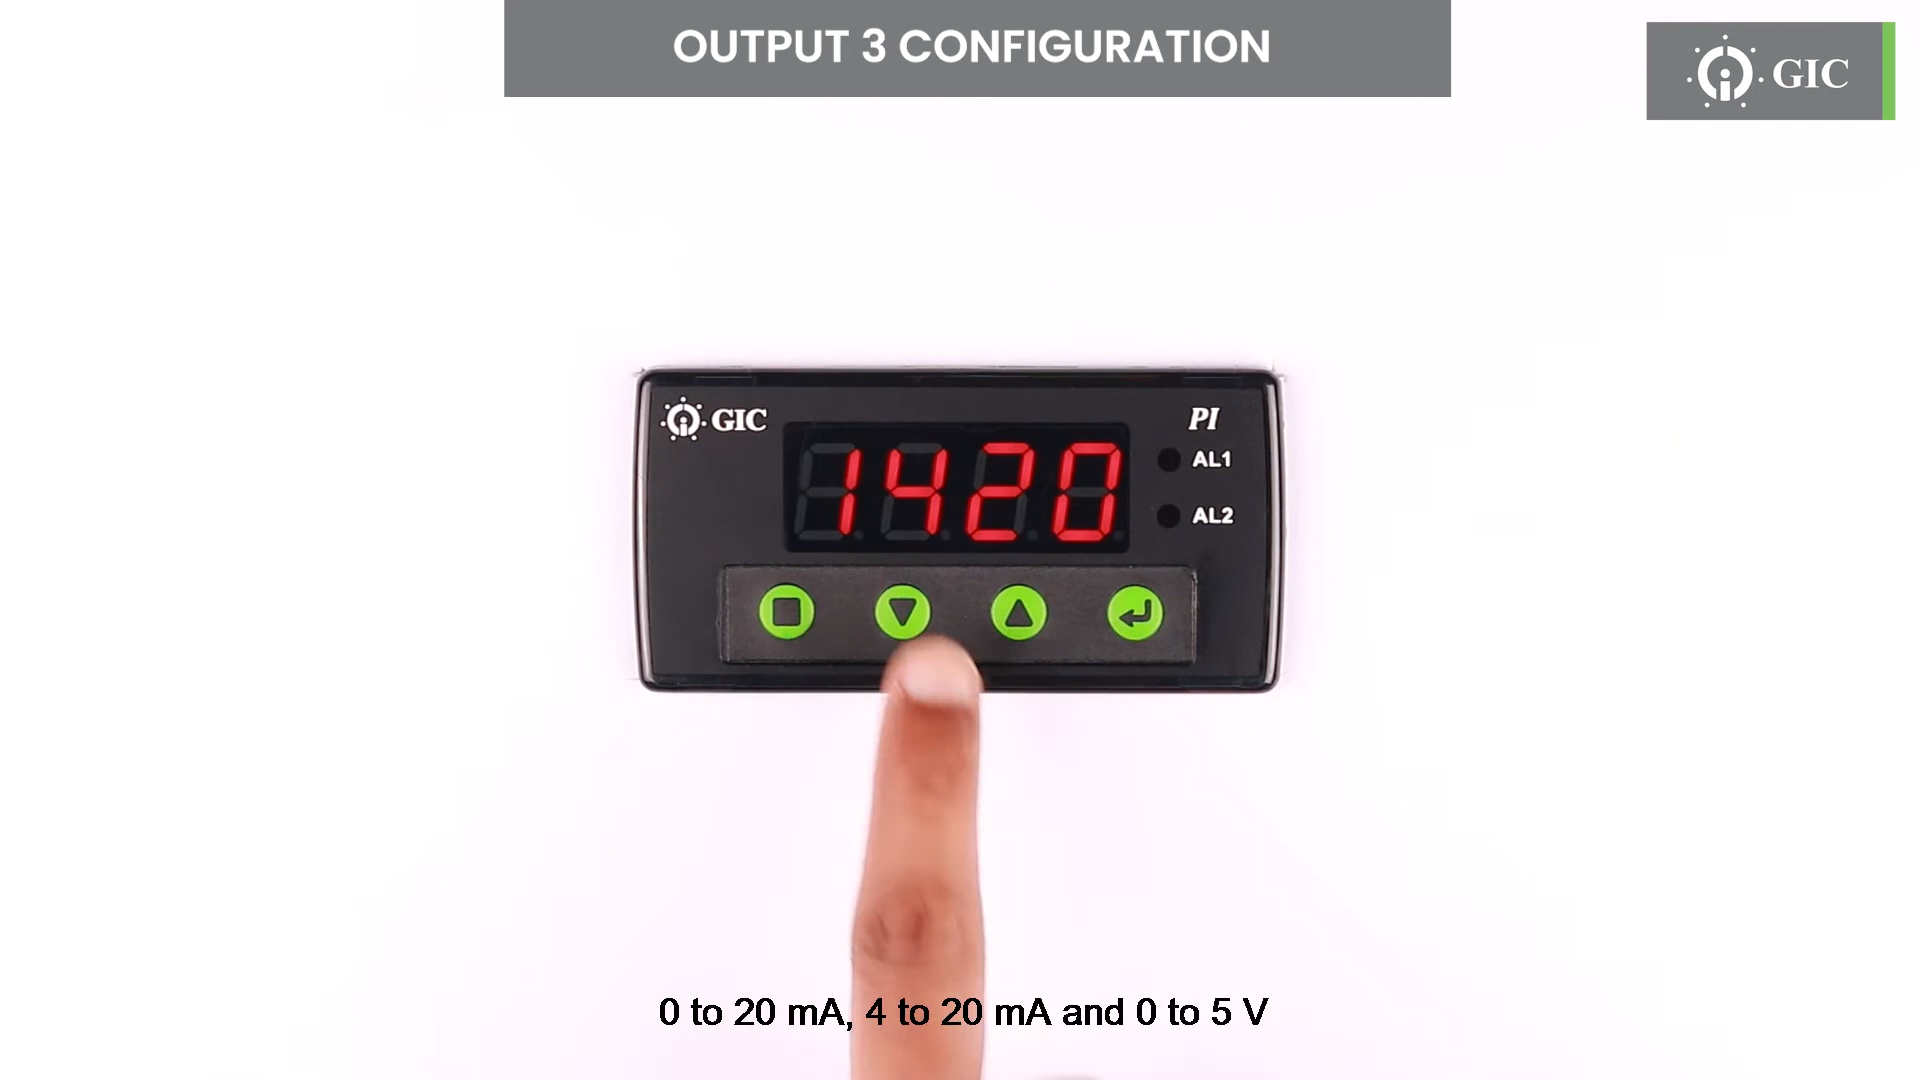 OUTPUT 3 CONFIGURATION
GIC
GIC
PI
1420
AL1
AL2
0 to 20 mA, 4 to 20 mA and 0 to 5 V